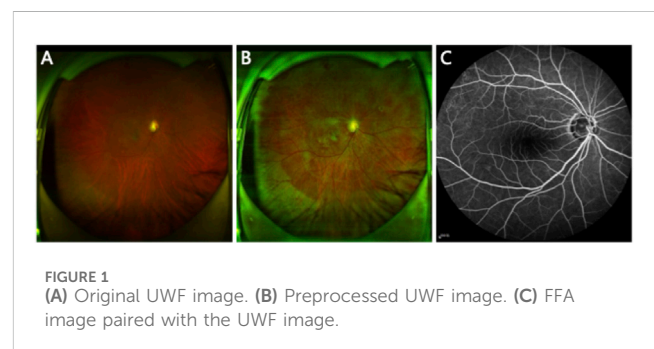 A B C
FIGURE 1
(A) Original UWF image. (B) Preprocessed UWF image. (C) FFA
image paired with the UWF image.